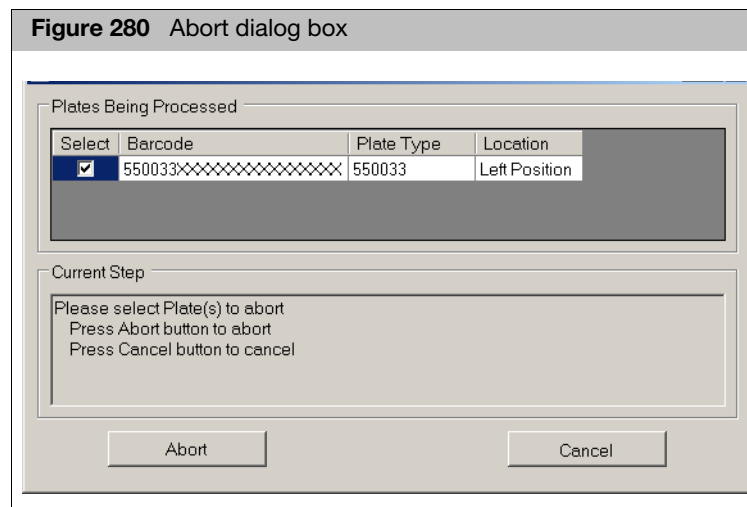 Figure 280 Abort dialog box
Plates Being Processed
Select Barcode Plate Type Location
550033XXXXXXXXXXXXXXXX 550033 Left Position
Current Step
Please select Plate(s) to abort
Press Abort button to abort
Press Cancel button to cancel
Abort Cancel